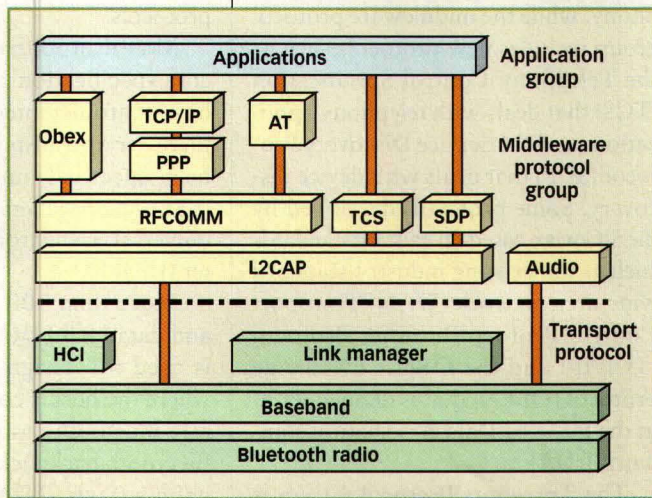 Applications
Application
group
Obex
TCP/IP
AT
PPP
Middleware
protocol
group
RFCOMM
TCS
SDP
L2CAP
Audio
HCI
Link manager
Transport
protocol
Baseband
Bluetooth radio